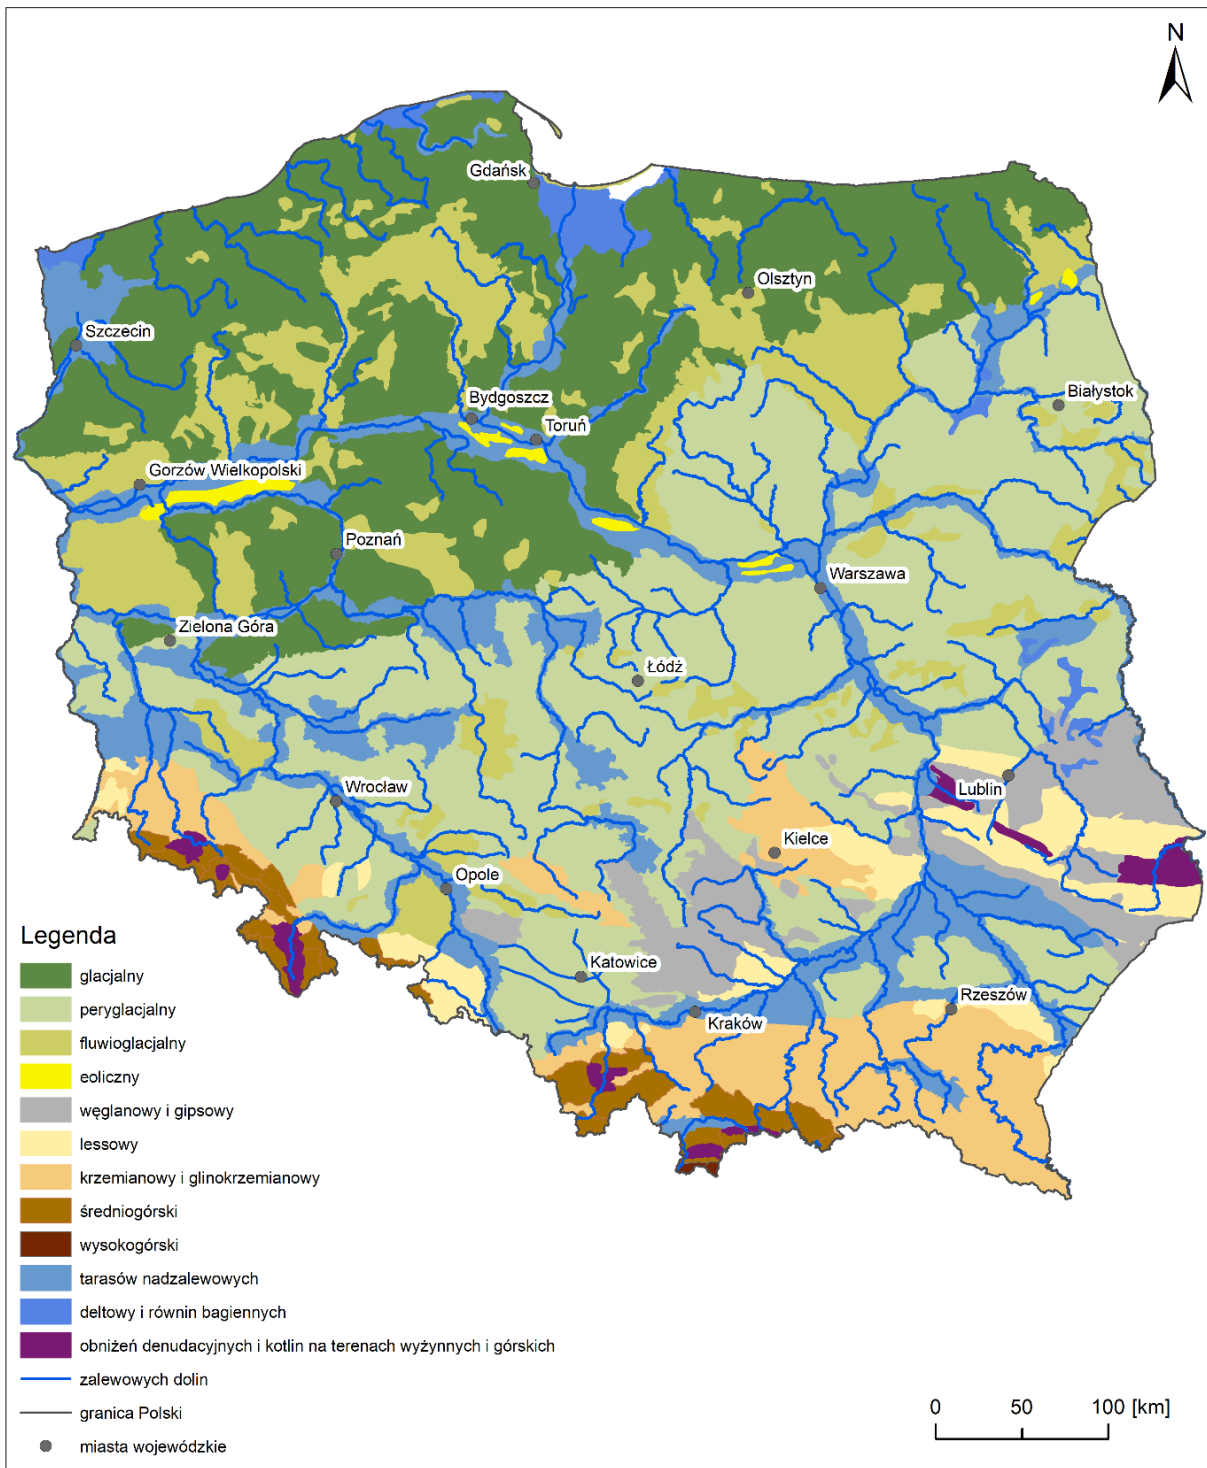 N
Gdańsk
Olsztyn
Szczecin
Białystok
Bydgoszcz
Toruń
Gorzów Wielkopolski
Poznań
Warszawa
Zielona Góra
Łódź
Wrocław
Lublin
Kielce
Opole
Katowice
Rzeszów
Kraków
Legenda
glacjalny
peryglacjalny
fluwioglacjalny
eoliczny
węglanowy i gipsowy
lessowy
krzemianowy i glinokrzemianowy
średniogórski
wysokogórski
tarasów nadzalewowych
deltowy i równin bagiennych
obniżeń denudacyjnych i kotlin na terenach wyżynnych i górskich
zalewowych dolin
granica Polski
miasta wojewódzkie
0 50 100 [km]